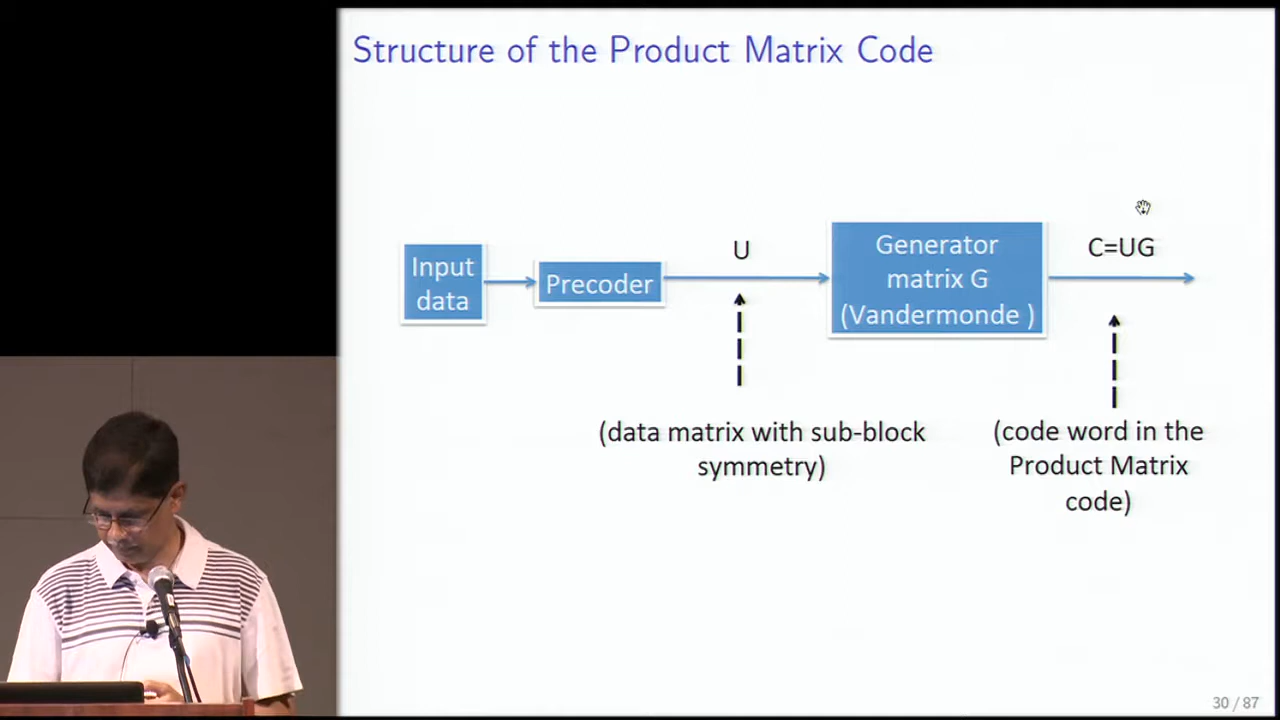 Structure of the Product Matrix Code
Input
data
Precoder
U
Generator
matrix G
(Vandermonde )
C=UG
(data matrix with sub-block
symmetry)
(code word in the
Product Matrix
code)
30 / 87